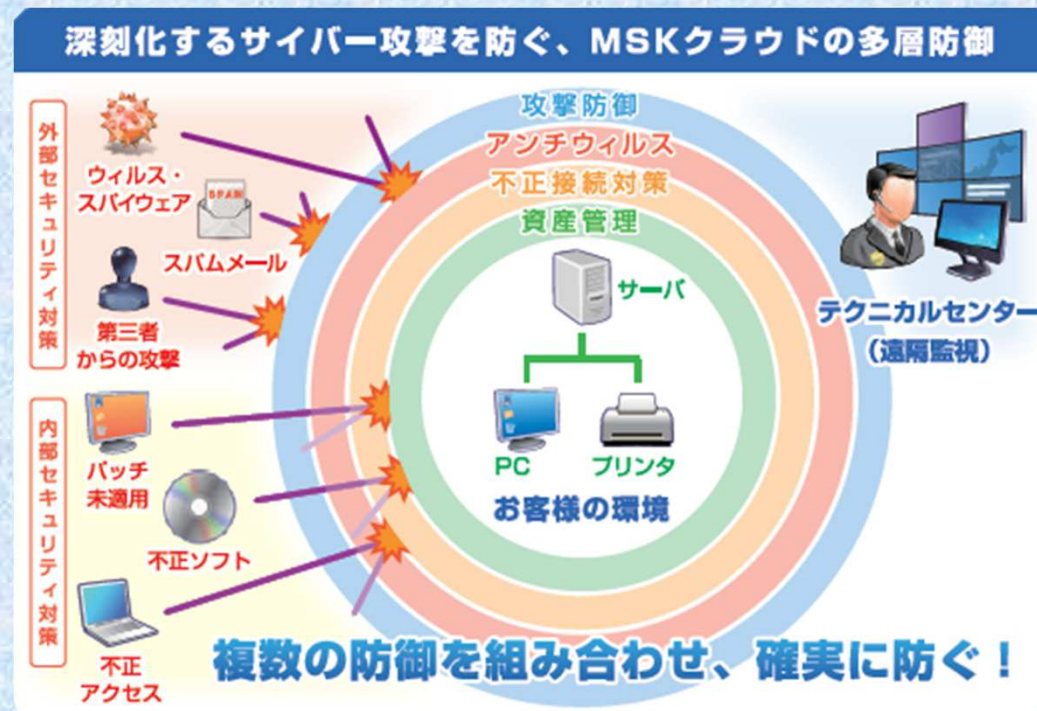 深刻化するサイバー攻撃を防ぐ、MSKクラウドの多層防御
外部セキュリティ対策
ウィルス・
スパイウェア
SPAM
スパムメール
第三者
からの攻撃
内部セキュリティ対策
パッチ
未適用
不正ソフト
不正
アクセス
攻撃防御
アンチウィルス
不正接続対策
資産管理
サーバ
PC
プリンタ
お客様の環境
テクニカルセンター
（遠隔監視）
複数の防御を組み合わせ、確実に防ぐ！